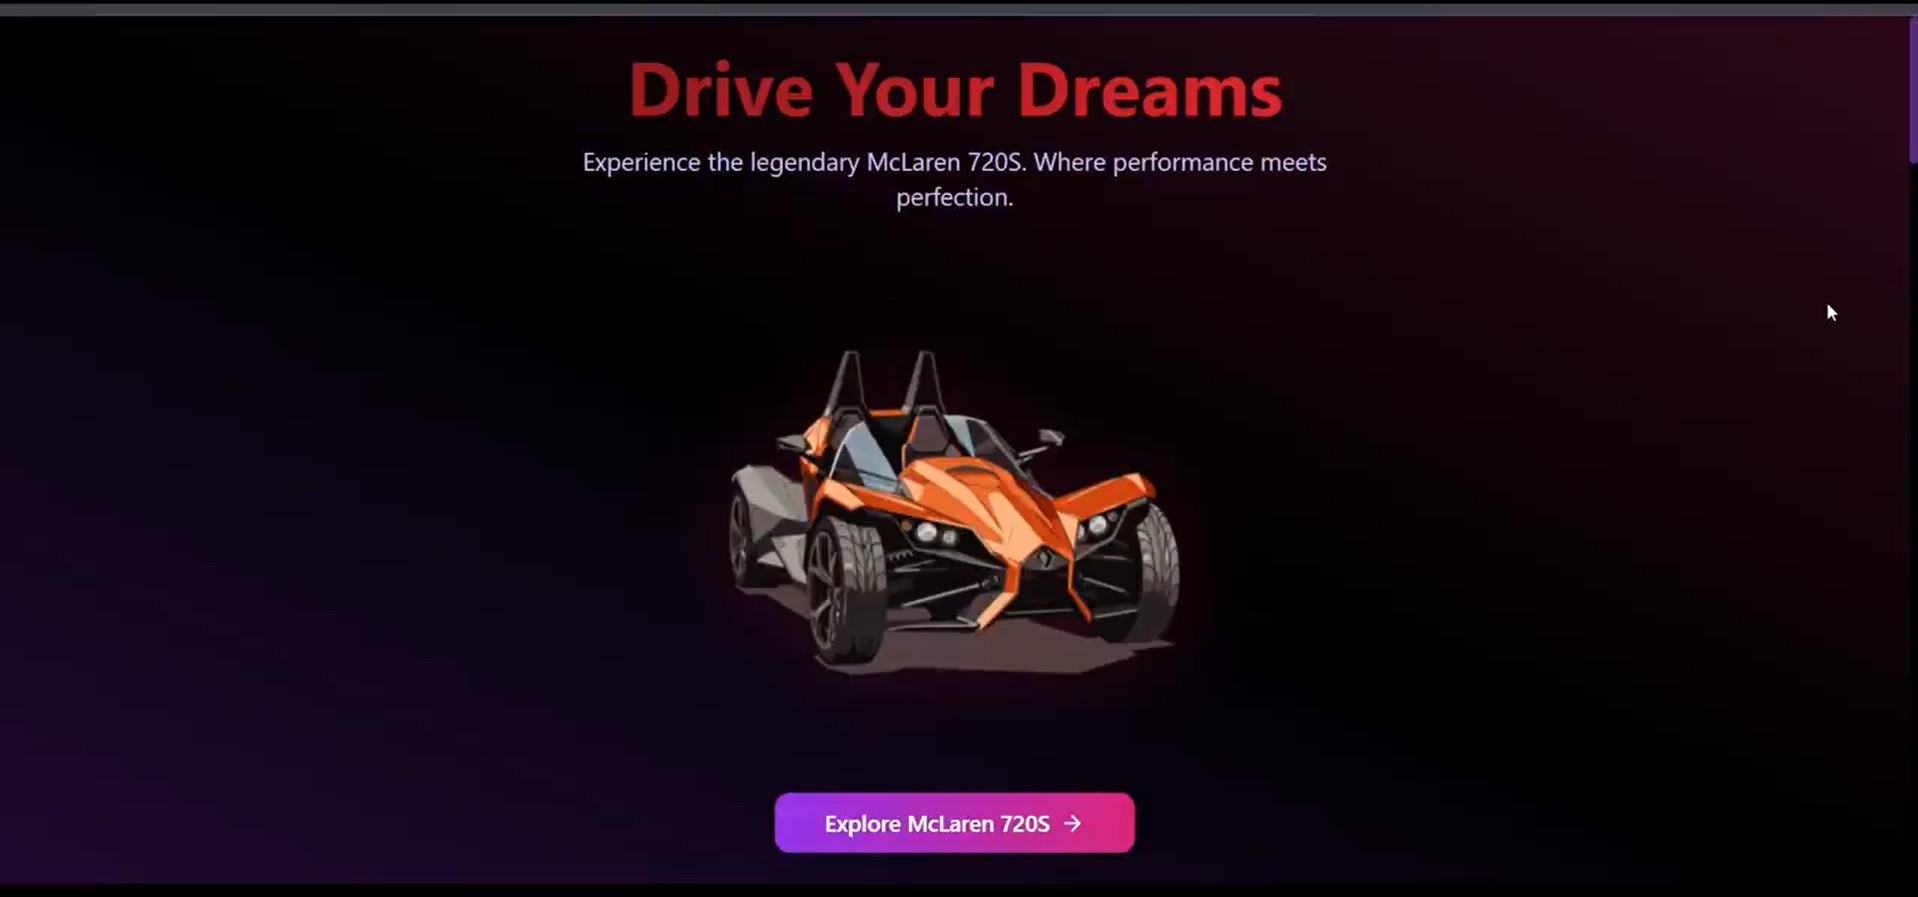 Drive Your Dreams
Experience the legendary McLaren 720S. Where performance meets
perfection.
Explore McLaren 720S →